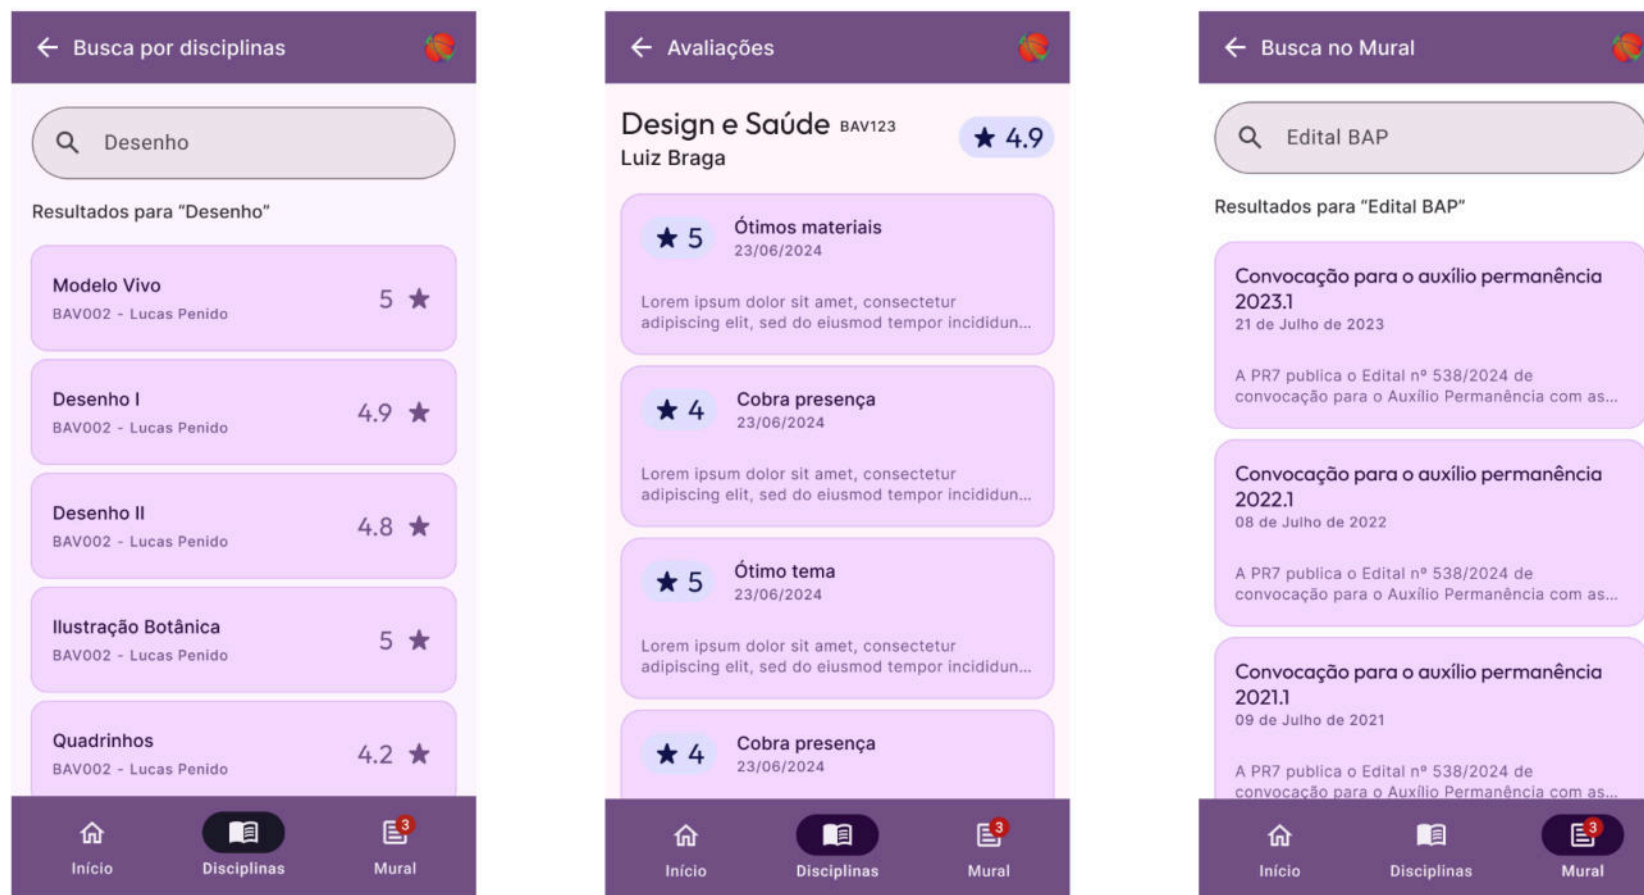 Busca por disciplinas
Desenho
Resultados para “Desenho”
Modelo Vivo
BAV002 - Lucas Penido
5
Desenho I
BAV002 - Lucas Penido
4.9
Desenho II
BAV002 - Lucas Penido
4.8
Ilustração Botânica
BAV002 - Lucas Penido
5
Quadrinhos
BAV002 - Lucas Penido
4.2
3
Início
Disciplinas
Mural
Avaliações
Design e Saúde BAV123
Luiz Braga
4.9
5
Ótimos materiais
23/06/2024
Lorem ipsum dolor sit amet, consectetur
adipiscing elit, sed do eiusmod tempor incididun...
4
Cobra presença
23/06/2024
Lorem ipsum dolor sit amet, consectetur
adipiscing elit, sed do eiusmod tempor incididun...
5
Ótimo tema
23/06/2024
Lorem ipsum dolor sit amet, consectetur
adipiscing elit, sed do eiusmod tempor incididun...
4
Cobra presença
23/06/2024
3
Início
Disciplinas
Mural
Busca no Mural
Edital BAP
Resultados para “Edital BAP”
Convocação para o auxílio permanência
2023.1
21 de Julho de 2023
A PR7 publica o Edital nº 538/2024 de
convocação para o Auxílio Permanência com as...
Convocação para o auxílio permanência
2022.1
08 de Julho de 2022
A PR7 publica o Edital nº 538/2024 de
convocação para o Auxílio Permanência com as...
Convocação para o auxílio permanência
2021.1
09 de Julho de 2021
A PR7 publica o Edital nº 538/2024 de
convocação para o Auxílio Permanência com as...
3
Início
Disciplinas
Mural